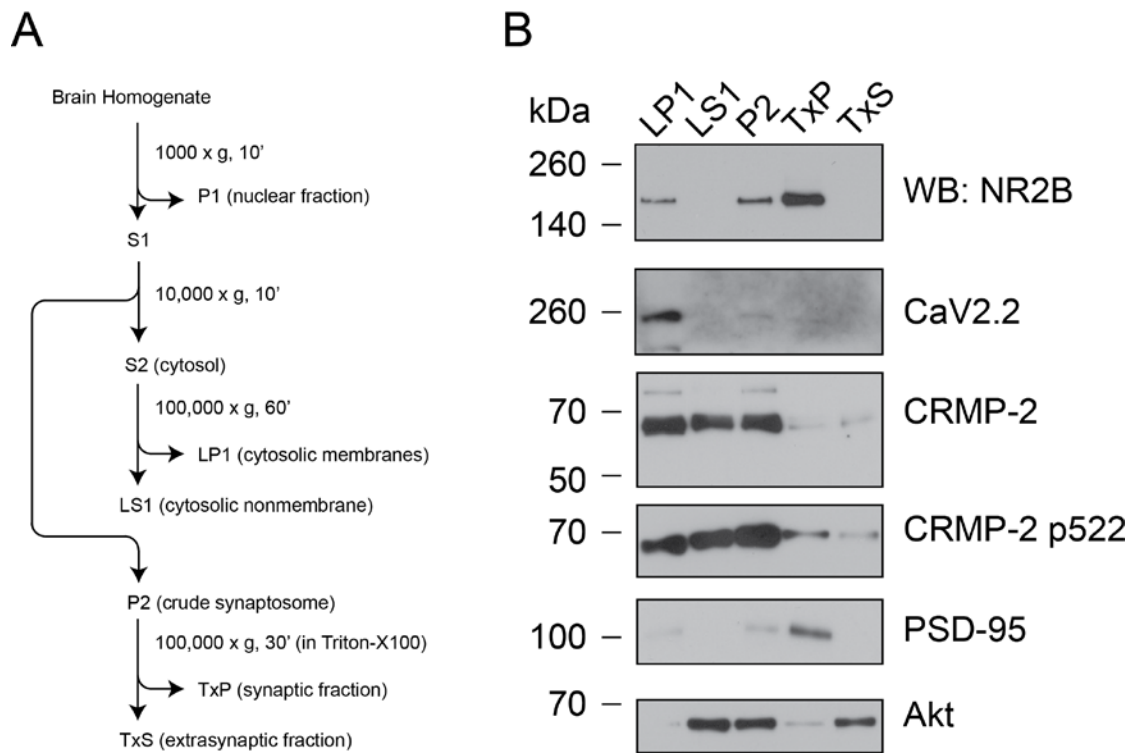 A
Brain Homogenate
1000 x g, 10’
P1 (nuclear fraction)
S1
10,000 x g, 10’
S2 (cytosol)
100,000 x g, 60’
LP1 (cytosolic membranes)
LS1 (cytosolic nonmembrane)
P2 (crude synaptosome)
100,000 x g, 30’ (in Triton-X100)
TxP (synaptic fraction)
TxS (extrasynaptic fraction)
B
kDa LP1 LS1 P2 TxP TxS
260
WB: NR2B
140
260 CaV2.2
70 CRMP-2
50
70 CRMP-2 p522
100 PSD-95
70 Akt